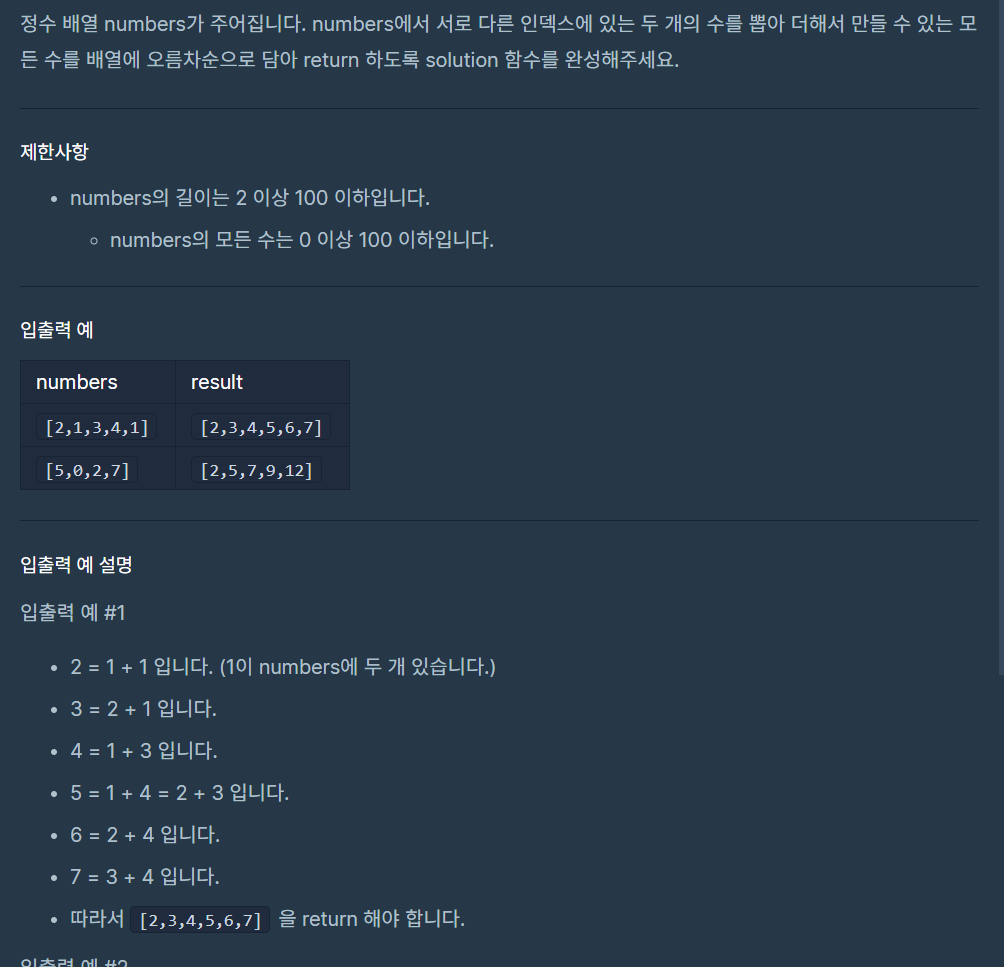 정수 배열 numbers가 주어집니다. numbers에서 서로 다른 인덱스에 있는 두 개의 수를 뽑아 더해서 만들 수 있는 모
든 수를 배열에 오름차순으로 담아 return 하도록 solution 함수를 완성해주세요.
제한사항
numbers의 길이는 2 이상 100 이하입니다.
numbers의 모든 수는 0 이상 100 이하입니다.
입출력 예
numbers result
[2,1,3,4,1] [2,3,4,5,6,7]
[5,0,2,7] [2,5,7,9,12]
입출력 예 설명
입출력 예 #1
2 = 1 + 1 입니다. (1이 numbers에 두 개 있습니다.)
3 = 2 + 1 입니다.
4 = 1 + 3 입니다.
5 = 1 + 4 = 2 + 3 입니다.
6 = 2 + 4 입니다.
7 = 3 + 4 입니다.
따라서 [2,3,4,5,6,7] 을 return 해야 합니다.
입출력 예 #2